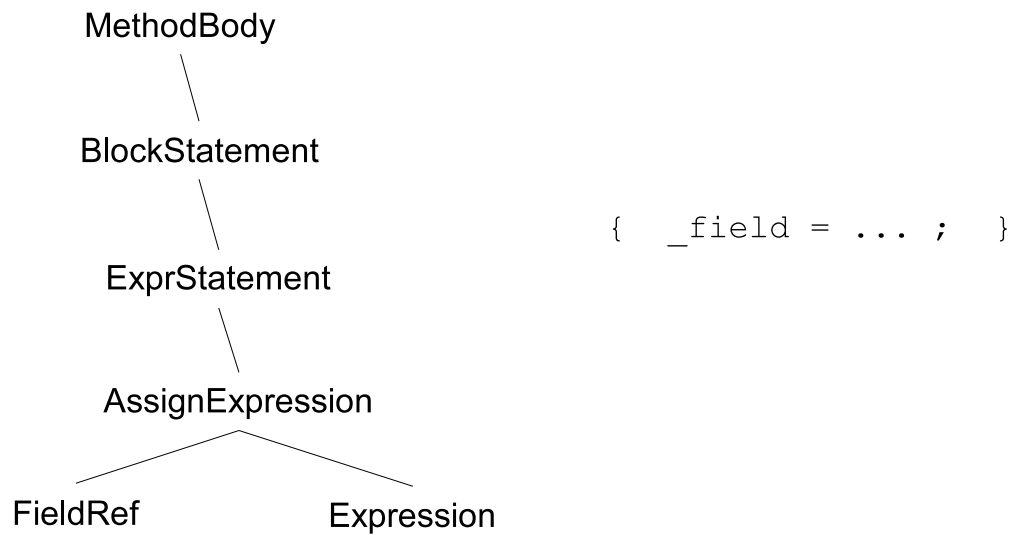 MethodBody
BlockStatement
{ _field = ... ; }
ExprStatement
AssignExpression
FieldRef Expression